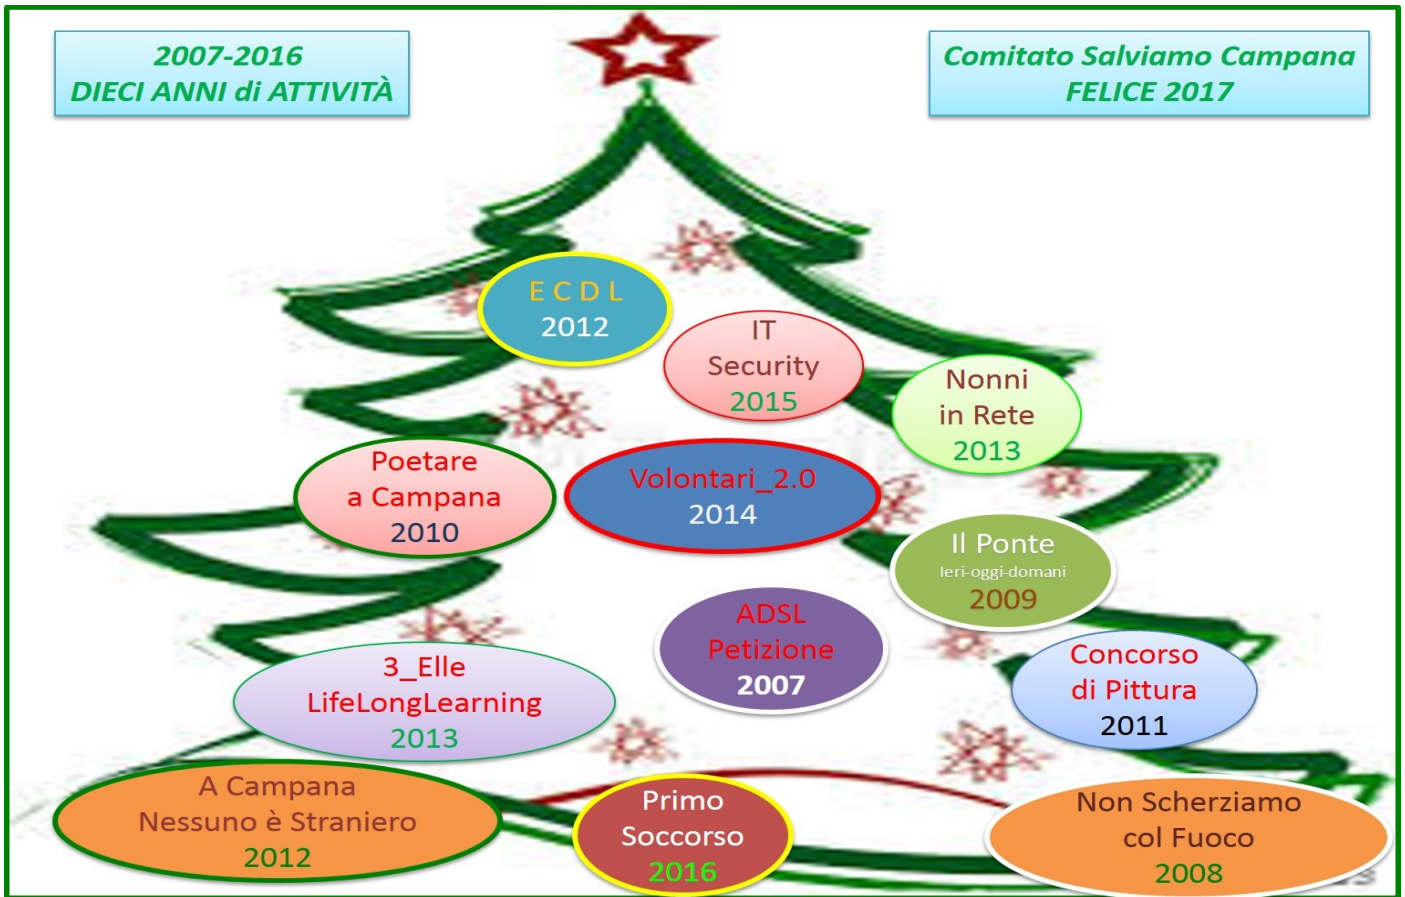 2007-2016
DIECI ANNI di ATTIVITÀ
Comitato Salviamo Campana
FELICE 2017
E C D L
2012
IT
Security
2015
Nonni
in Rete
2013
Poetare
a Campana
2010
Volontari_2.0
2014
Il Ponte
Ieri-oggi-domani
2009
ADSL
Petizione
2007
3_Elle
LifeLongLearning
2013
Concorso
di Pittura
2011
A Campana
Nessuno è Straniero
2012
Primo
Soccorso
2016
Non Scherziamo
col Fuoco
2008